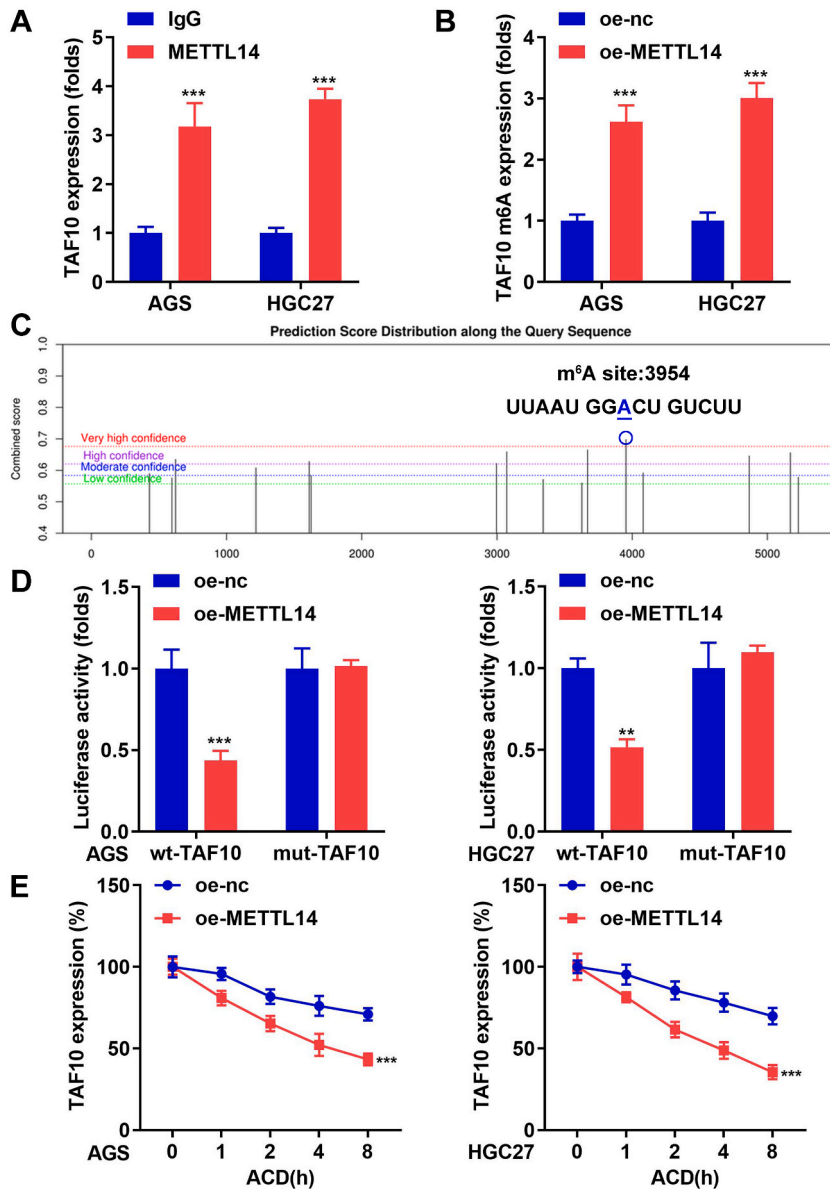 A
IgG
METTL14
TAF10 expression (folds)
5
4
3
2
1
0
***
***
AGS HGC27
B
oe-nc
oe-METTL14
TAF10 m6A expression (folds)
4
3
2
1
0
***
***
AGS HGC27
C
Prediction Score Distribution along the Query Sequence
Combined score
1.0
0.9
0.8
0.7
0.6
0.5
0.4
m6A site:3954
UUAAU GGACU GUCUU
Very high confidence
High confidence
Moderate confidence
Low confidence
0 1000 2000 3000 4000 5000
D
oe-nc
oe-METTL14
Luciferase activity (folds)
1.5
1.0
0.5
0.0
***
AGS wt-TAF10 mut-TAF10
oe-nc
oe-METTL14
Luciferase activity (folds)
1.5
1.0
0.5
0.0
**
HGC27 wt-TAF10 mut-TAF10
E
oe-nc
oe-METTL14
TAF10 expression (%)
150
100
50
0
***
AGS 0 1 2 4 8
ACD(h)
oe-nc
oe-METTL14
TAF10 expression (%)
150
100
50
0
***
HGC27 0 1 2 4 8
ACD(h)